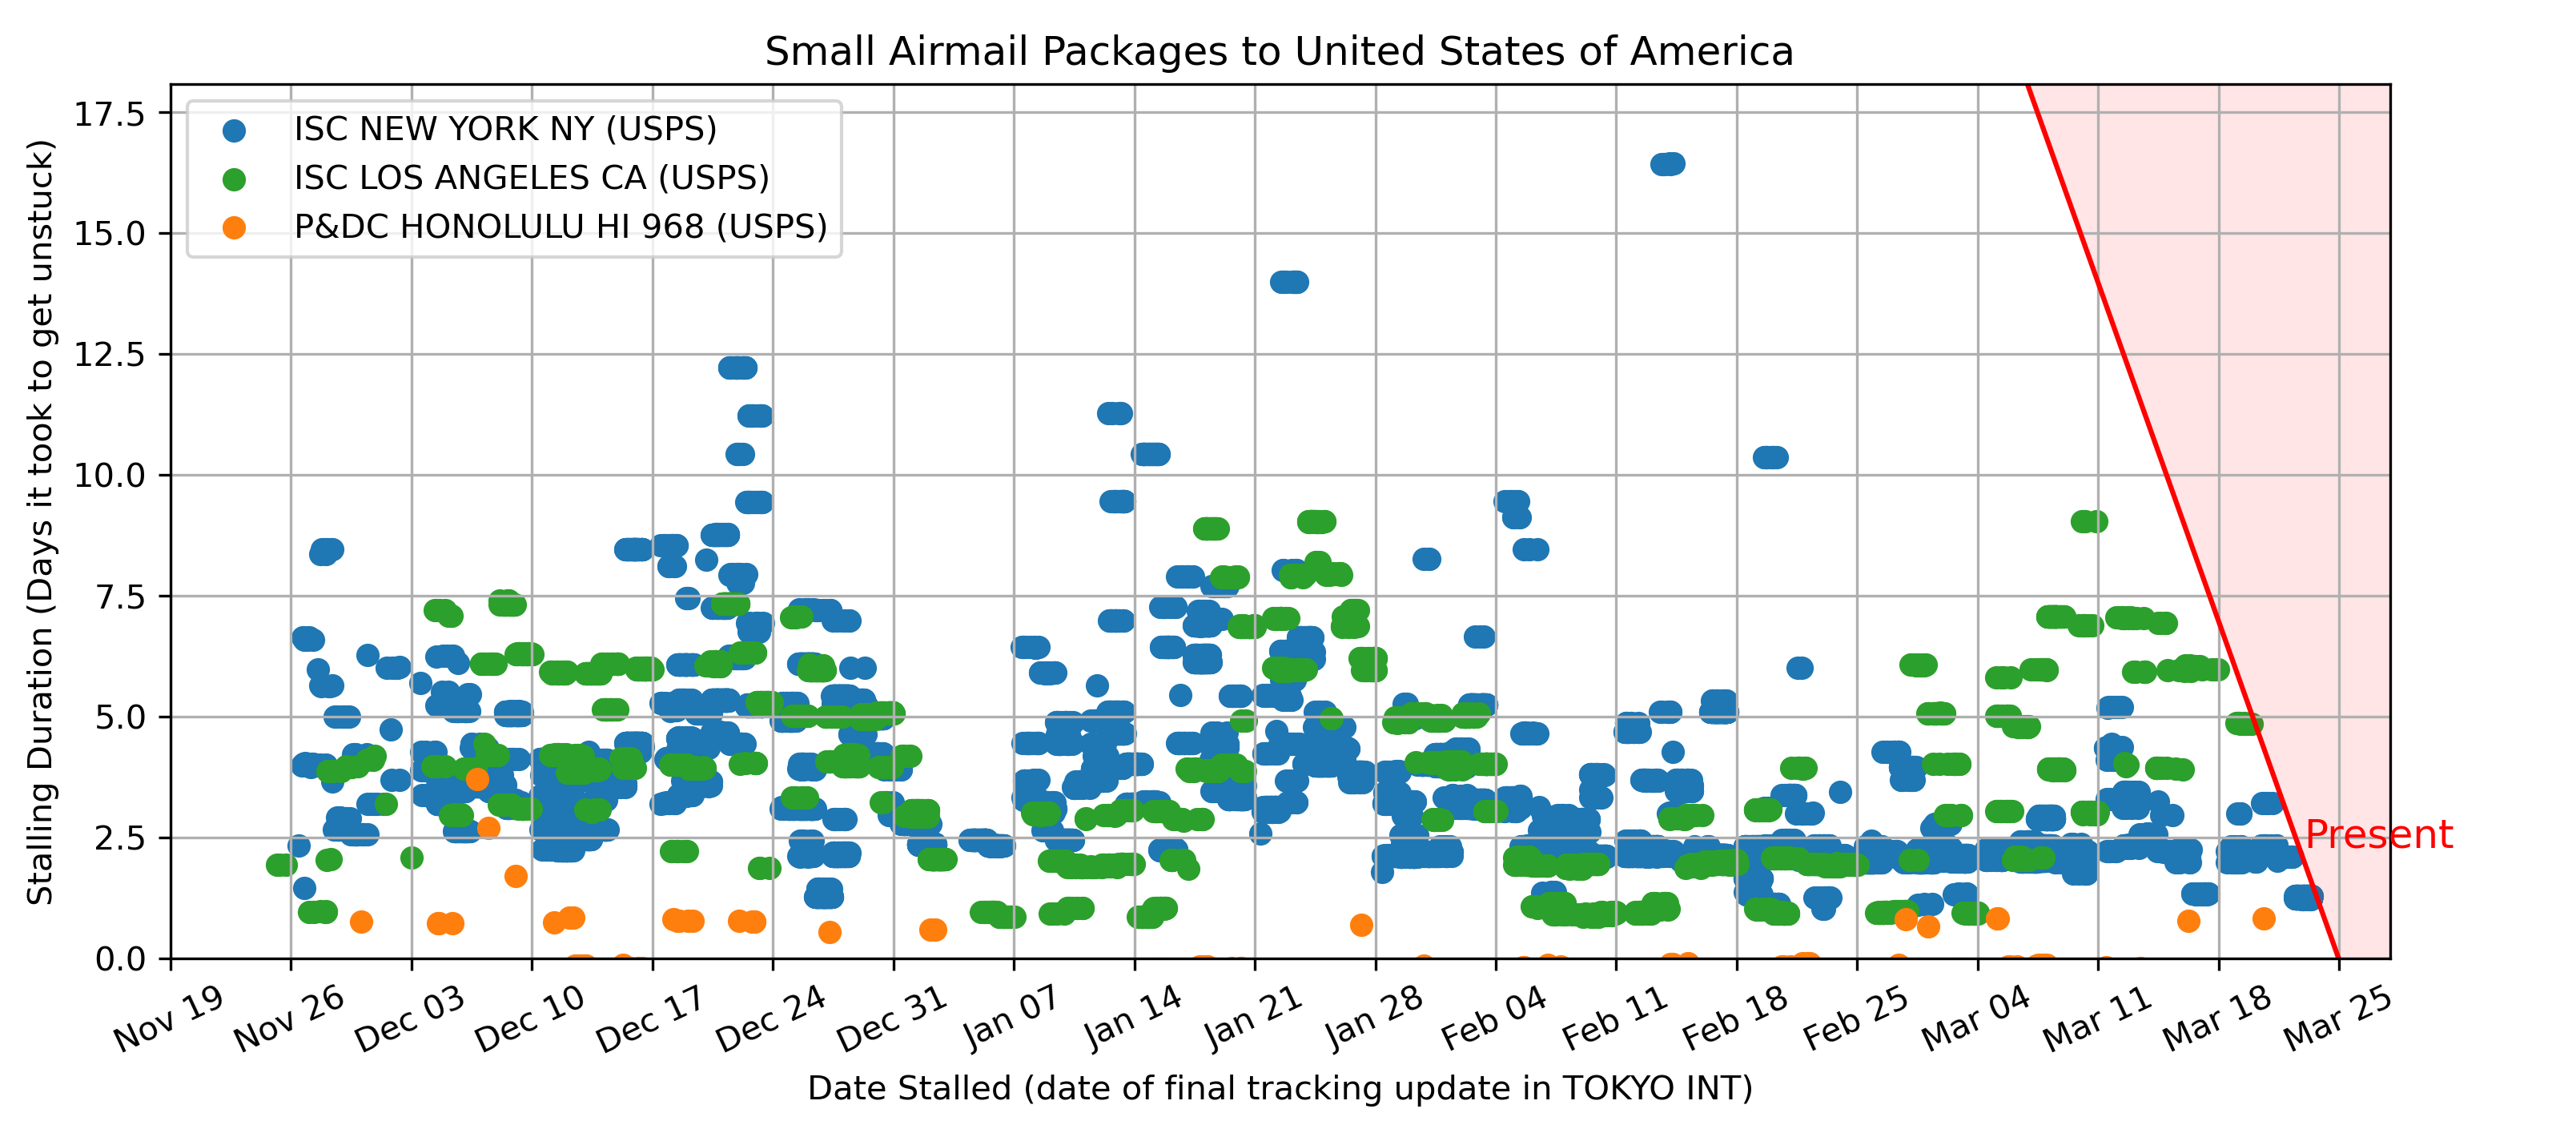 Small Airmail Packages to United States of America
ISC NEW YORK NY (USPS)
ISC LOS ANGELES CA (USPS)
P&DC HONOLULU HI 968 (USPS)
Stalling Duration (Days it took to get unstuck)
17.5
15.0
12.5
10.0
7.5
5.0
2.5
0.0
Present
Nov 19 Nov 26 Dec 03 Dec 10 Dec 17 Dec 24 Dec 31 Jan 07 Jan 14 Jan 21 Jan 28 Feb 04 Feb 11 Feb 18 Feb 25 Mar 04 Mar 11 Mar 18 Mar 25
Date Stalled (date of final tracking update in TOKYO INT)